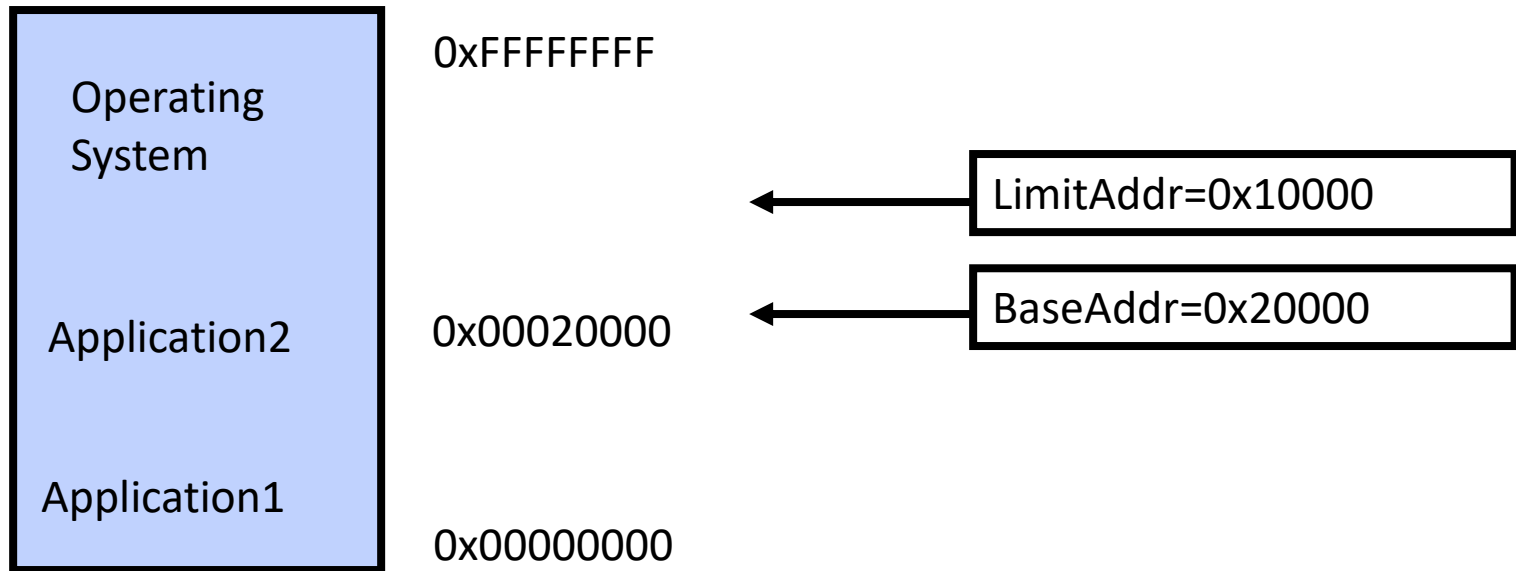 0xFFFFFFFF
Operating
System
LimitAddr=0x10000
BaseAddr=0x20000
Application2
0x00020000
Application1
0x00000000